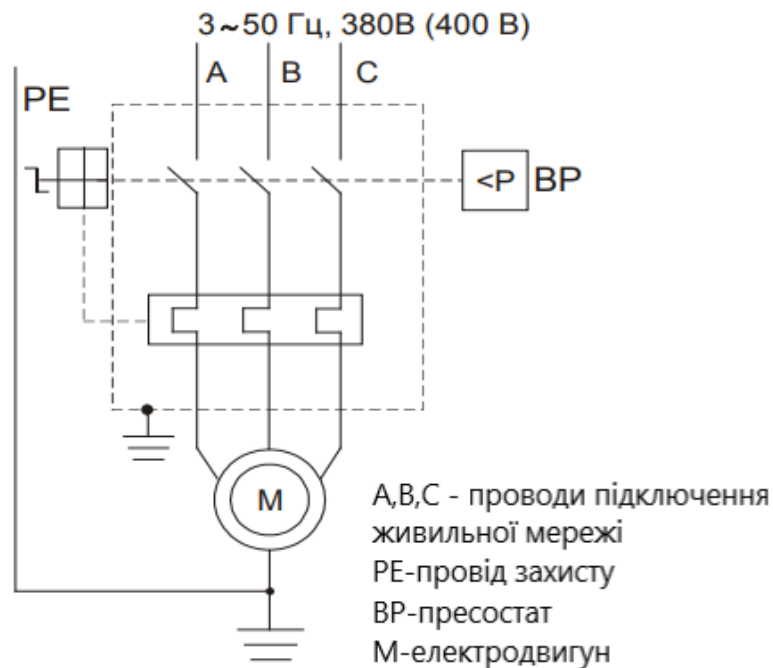 3~50 Гц, 380В (400 В)
A B C
PE
<P BP
M
A,B,C - проводи підключення
живильної мережі
PE-провід захисту
BP-пресостат
M-електродвигун